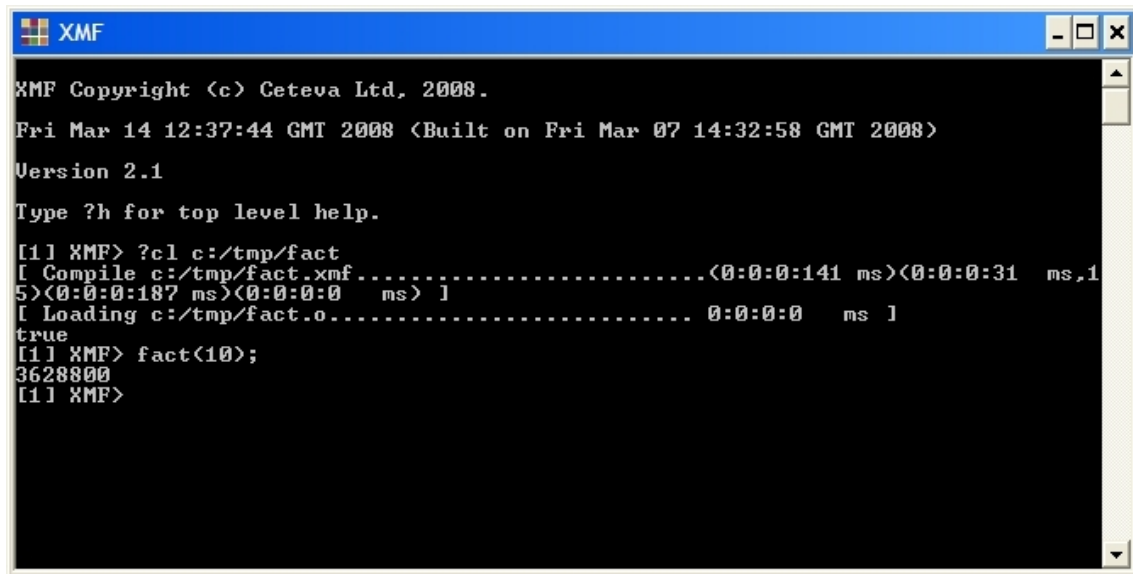 XMF
XMF Copyright (c) Ceteva Ltd, 2008.
Fri Mar 14 12:37:44 GMT 2008 (Built on Fri Mar 07 14:32:58 GMT 2008)
Version 2.1
Type ?h for top level help.
[1] XMF> ?cl c:/tmp/fact
[ Compile c:/tmp/fact.xmf..........................(0:0:0:141 ms)(0:0:0:31  ms,1
5)(0:0:0:187 ms)(0:0:0:0   ms) ]
[ Loading c:/tmp/fact.o........................... 0:0:0:0   ms ]
true
[1] XMF> fact(10);
3628800
[1] XMF>